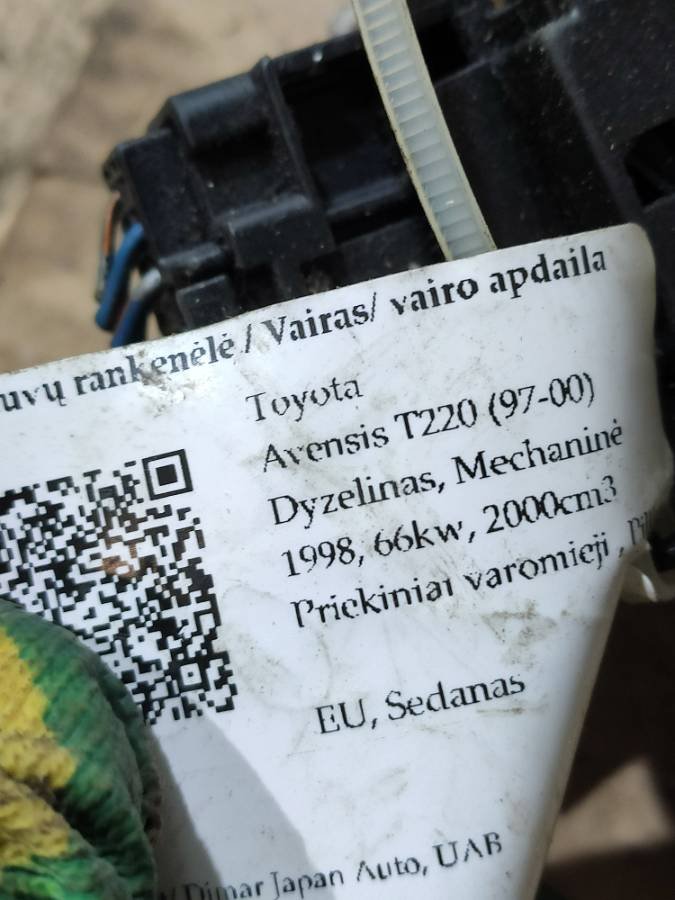 rankenėlė / Vairas/ vairo apdaila
Toyota
Avensis T220 (97-00)
Dyzelinas, Mechaninė
1998, 66kw, 2000cm3
Priekiniai varomieji ,
EU, Sedanas
Dimar Japan Auto, UAB